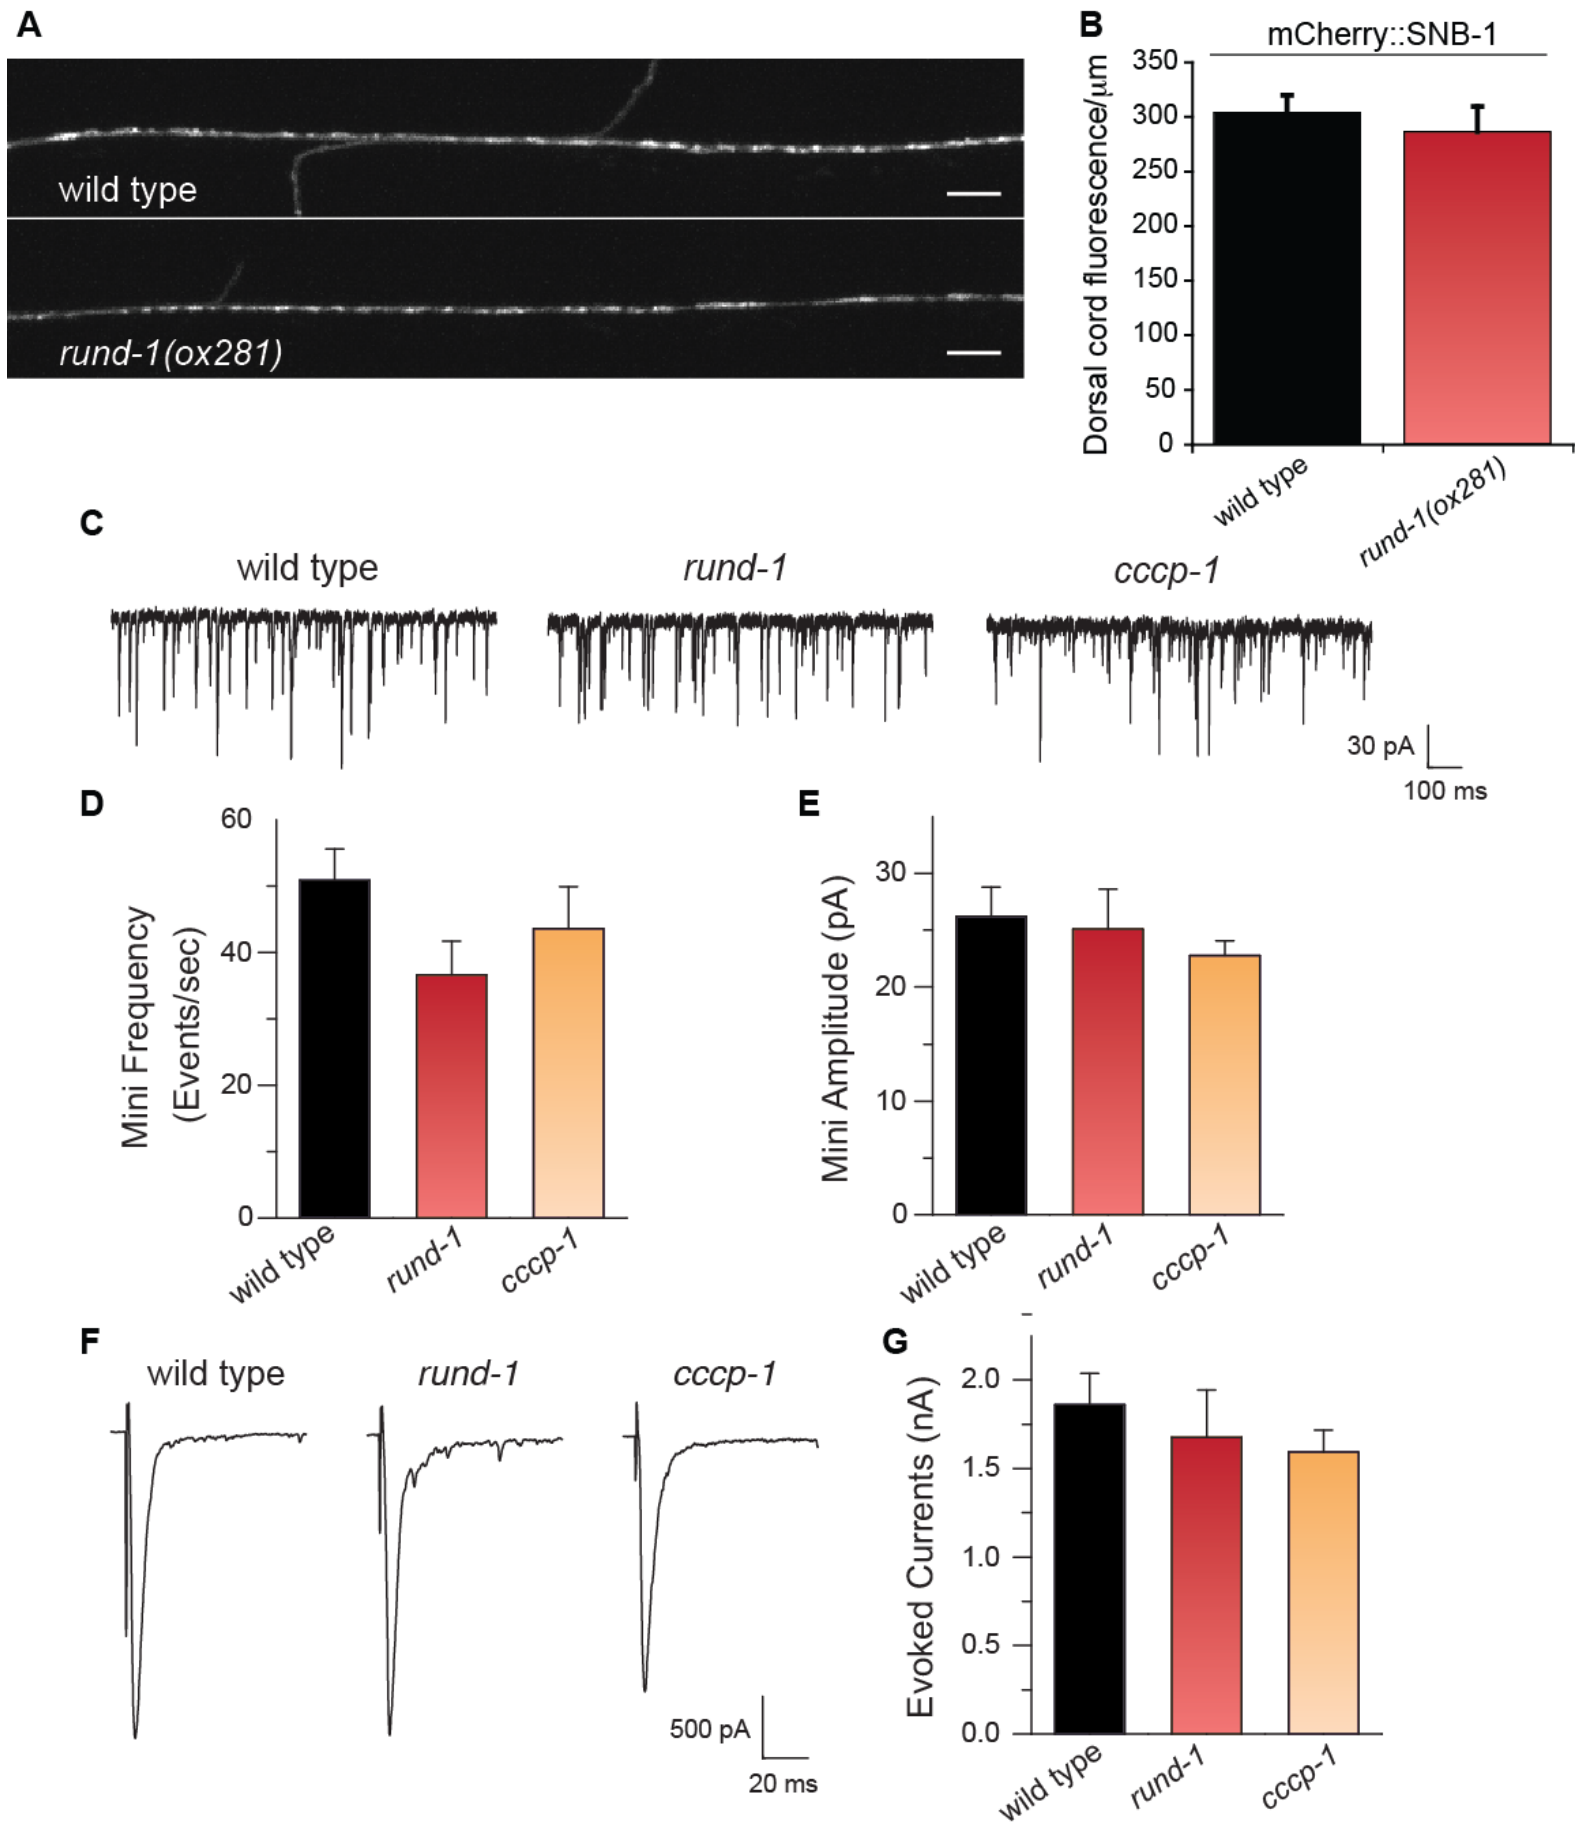 A
wild type
rund-1(ox281)
B
mCherry::SNB-1
Dorsal cord fluorescence/μm
350
300
250
200
150
100
50
0
wild type
rund-1(ox281)
C
wild type
rund-1
cccp-1
30 pA
100 ms
D
Mini Frequency
(Events/sec)
60
40
20
0
wild type
rund-1
cccp-1
E
Mini Amplitude (pA)
30
20
10
0
wild type
rund-1
cccp-1
F
wild type
rund-1
cccp-1
500 pA
20 ms
G
Evoked Currents (nA)
2.0
1.5
1.0
0.5
0.0
wild type
rund-1
cccp-1